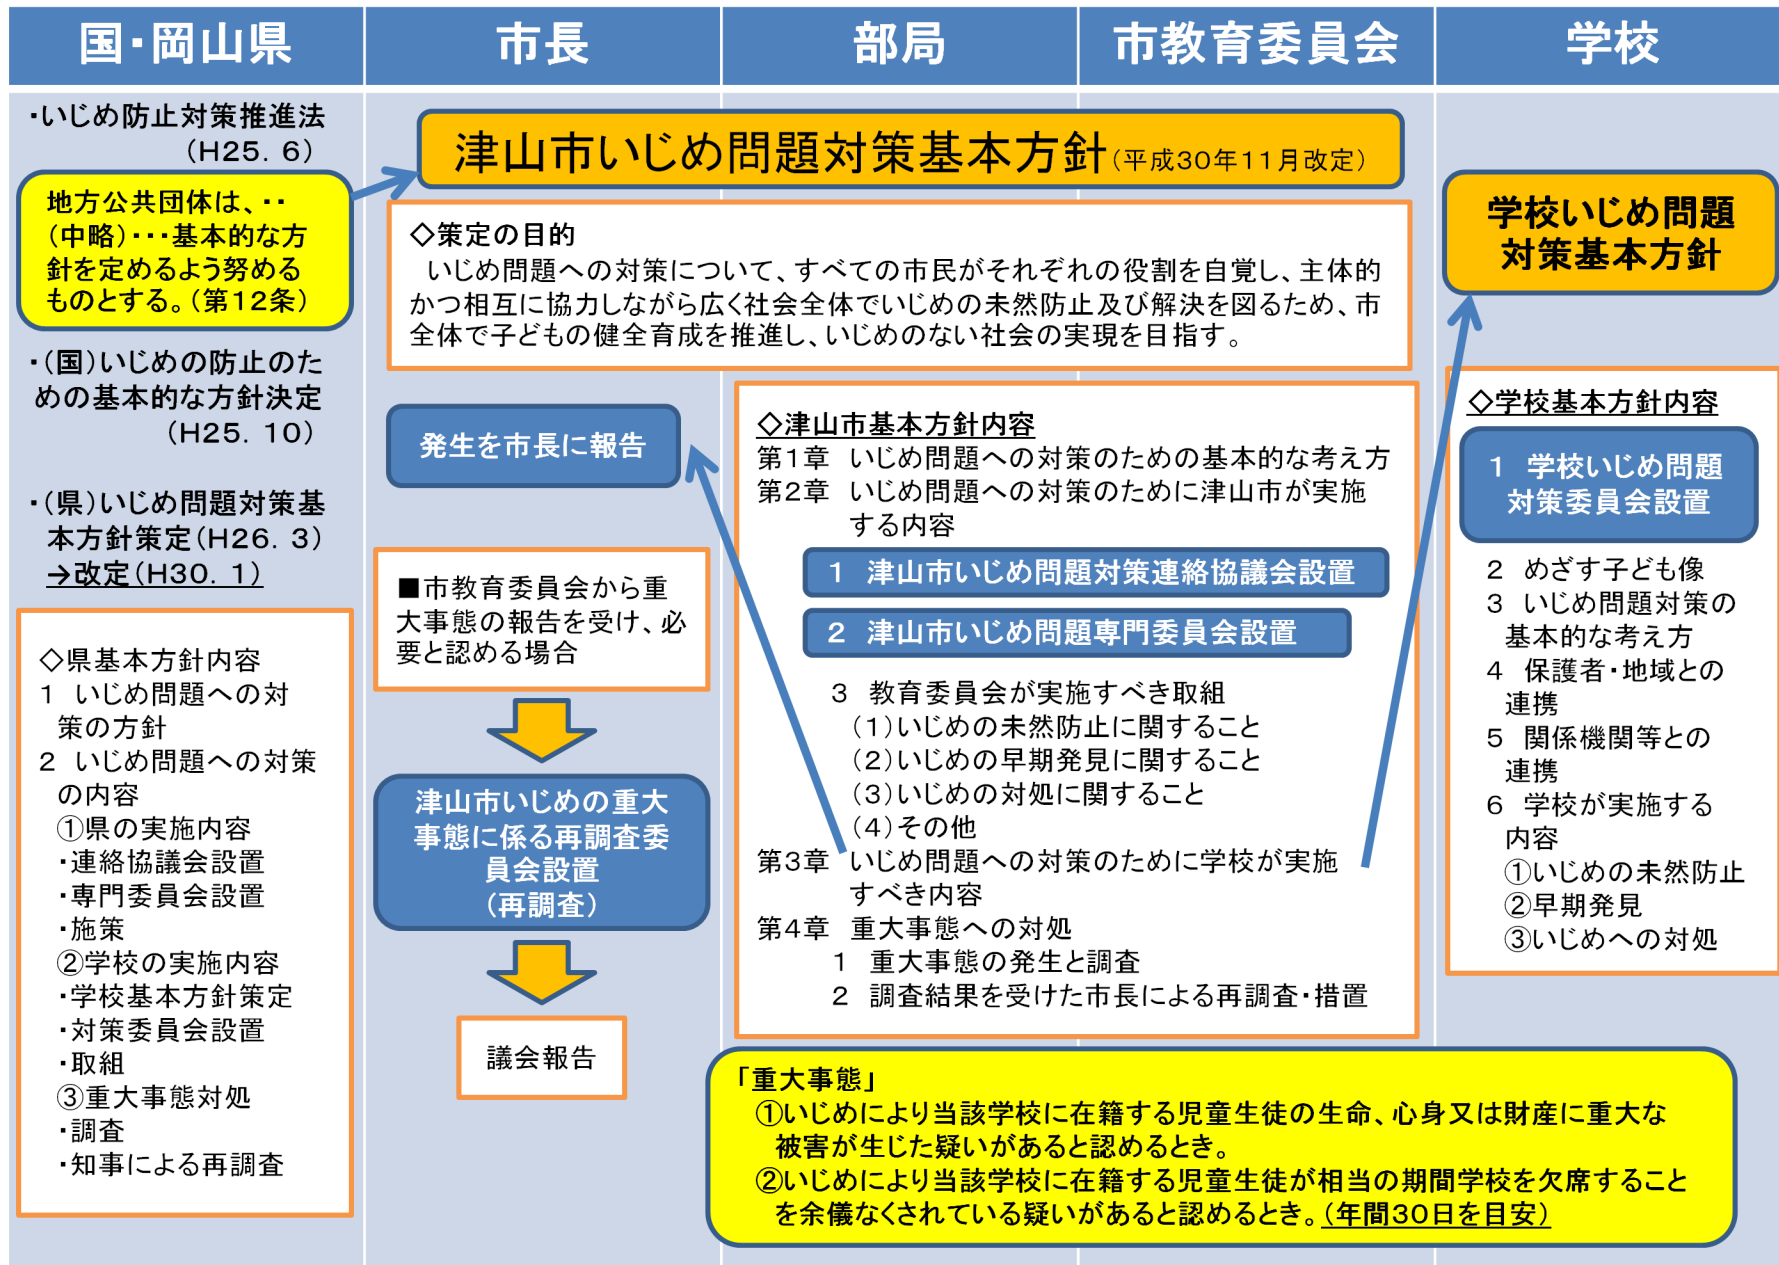 国・岡山県
市長
部局
市教育委員会
学校
・いじめ防止対策推進法
(H25.6)
地方公共団体は、・・
(中略)・・・基本的な方
針を定めるよう努める
ものとする。(第12条)
・(国)いじめの防止のた
めの基本的な方針決定
(H25.10)
・(県)いじめ問題対策基
本方針策定(H26.3)
→改定(H30.1)
◇県基本方針内容
1 いじめ問題への対
策の方針
2 いじめ問題への対策
の内容
①県の実施内容
・連絡協議会設置
・専門委員会設置
・施策
②学校の実施内容
・学校基本方針策定
・対策委員会設置
・取組
③重大事態対処
・調査
・知事による再調査
津山市いじめ問題対策基本方針(平成30年11月改定)
◇策定の目的
いじめ問題への対策について、すべての市民がそれぞれの役割を自覚し、主体的
かつ相互に協力しながら広く社会全体でいじめの未然防止及び解決を図るため、市
全体で子どもの健全育成を推進し、いじめのない社会の実現を目指す。
発生を市長に報告
■市教育委員会から重
大事態の報告を受け、必
要と認める場合
津山市いじめの重大
事態に係る再調査委
員会設置
(再調査)
議会報告
◇津山市基本方針内容
第1章 いじめ問題への対策のための基本的な考え方
第2章 いじめ問題への対策のために津山市が実施
する内容
1 津山市いじめ問題対策連絡協議会設置
2 津山市いじめ問題専門委員会設置
3 教育委員会が実施すべき取組
(1)いじめの未然防止に関すること
(2)いじめの早期発見に関すること
(3)いじめの対処に関すること
(4)その他
第3章 いじめ問題への対策のために学校が実施
すべき内容
第4章 重大事態への対処
1 重大事態の発生と調査
2 調査結果を受けた市長による再調査・措置
「重大事態」
①いじめにより当該学校に在籍する児童生徒の生命、心身又は財産に重大な
被害が生じた疑いがあると認めるとき。
②いじめにより当該学校に在籍する児童生徒が相当の期間学校を欠席すること
を余儀なくされている疑いがあると認めるとき。(年間30日を目安)
学校いじめ問題
対策基本方針
◇学校基本方針内容
1 学校いじめ問題
対策委員会設置
2 めざす子ども像
3 いじめ問題対策の
基本的な考え方
4 保護者・地域との
連携
5 関係機関等との
連携
6 学校が実施する
内容
①いじめの未然防止
②早期発見
③いじめへの対処